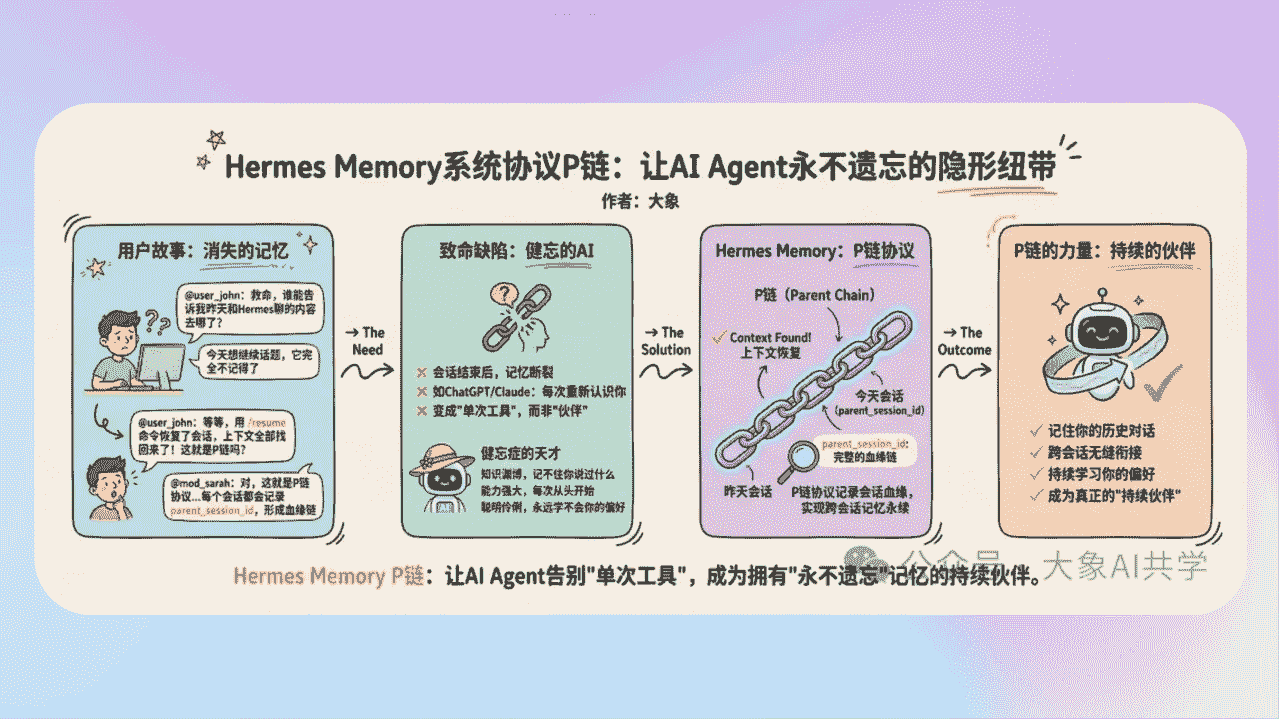 Hermes Memory系统协议P链：让AI Agent永不遗忘的隐形纽带
作者：大象
用户故事：消失的记忆
@user_john：救命，谁能告
诉我昨天和Hermes聊的内容
去哪了？
今天想继续话题，它完
全不记得了
??
@user_john：等等，用 /resume
命令恢复了会话，上下文全部找
回来了！这就是P链吗？
@mod_sarah：对，这就是P链
协议...每个会话都会记录
parent_session_id，形成血缘链
→ The
Need
致命缺陷：健忘的AI
?
会话结束后，记忆断裂
如ChatGPT/Claude：每次重新认识你
变成"单次工具"，而非"伙伴"
健忘症的天才
知识渊博，记不住你说过什么
能力强大，每次从头开始
聪明伶俐，永远学不会你的偏好
→ The
Solution
Hermes Memory：P链协议
P链（Parent Chain）
✓ Context Found!
上下文恢复
今天会话
（parent_session_id）
parent_session_id:
完整的血缘链
昨天会话
P链协议记录会话血缘，
实现跨会话记忆永续
→ The
Outcome
P链的力量：持续的伙伴
✓ 记住你的历史对话
✓ 跨会话无缝衔接
✓ 持续学习你的偏好
✓ 成为真正的"持续伙伴"
Hermes Memory P链：让AI Agent告别"单次工具"，成为拥有"永不遗忘"记忆的持续伙伴。
公众号 · 大象AI共学